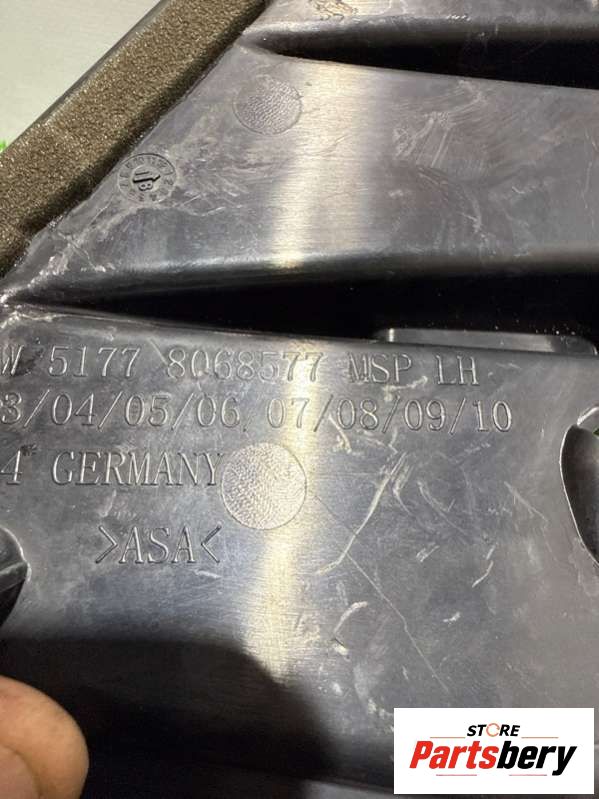 W 5177 8068577 MSP LH
3/04/05/06 07/08/09/10
4* GERMANY
>ASA<
STORE
Partsbery